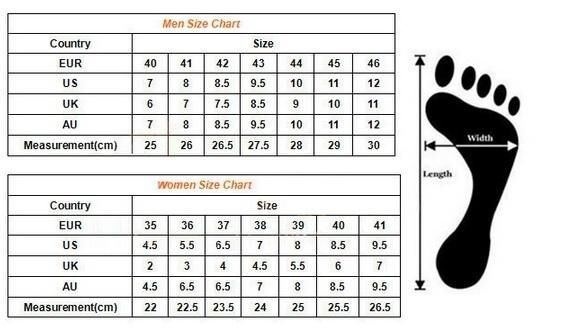 Men Size Chart
Country Size
EUR 40 41 42 43 44 45 46
US 7 8 8.5 9.5 10 11 12
UK 6 7 7.5 8.5 9 10 11
AU 7 8 8.5 9.5 10 11 12
Measurement(cm) 25 26 26.5 27.5 28 29 30
Women Size Chart
Country Size
EUR 35 36 37 38 39 40 41
US 4.5 5.5 6.5 7 8 8.5 9.5
UK 2 3 4 4.5 5.5 6 7
AU 4.5 6.5 6.5 7 8 8.5 9.5
Measurement(cm) 22 22.5 23.5 24 25 25.5 26.5
Width
Length